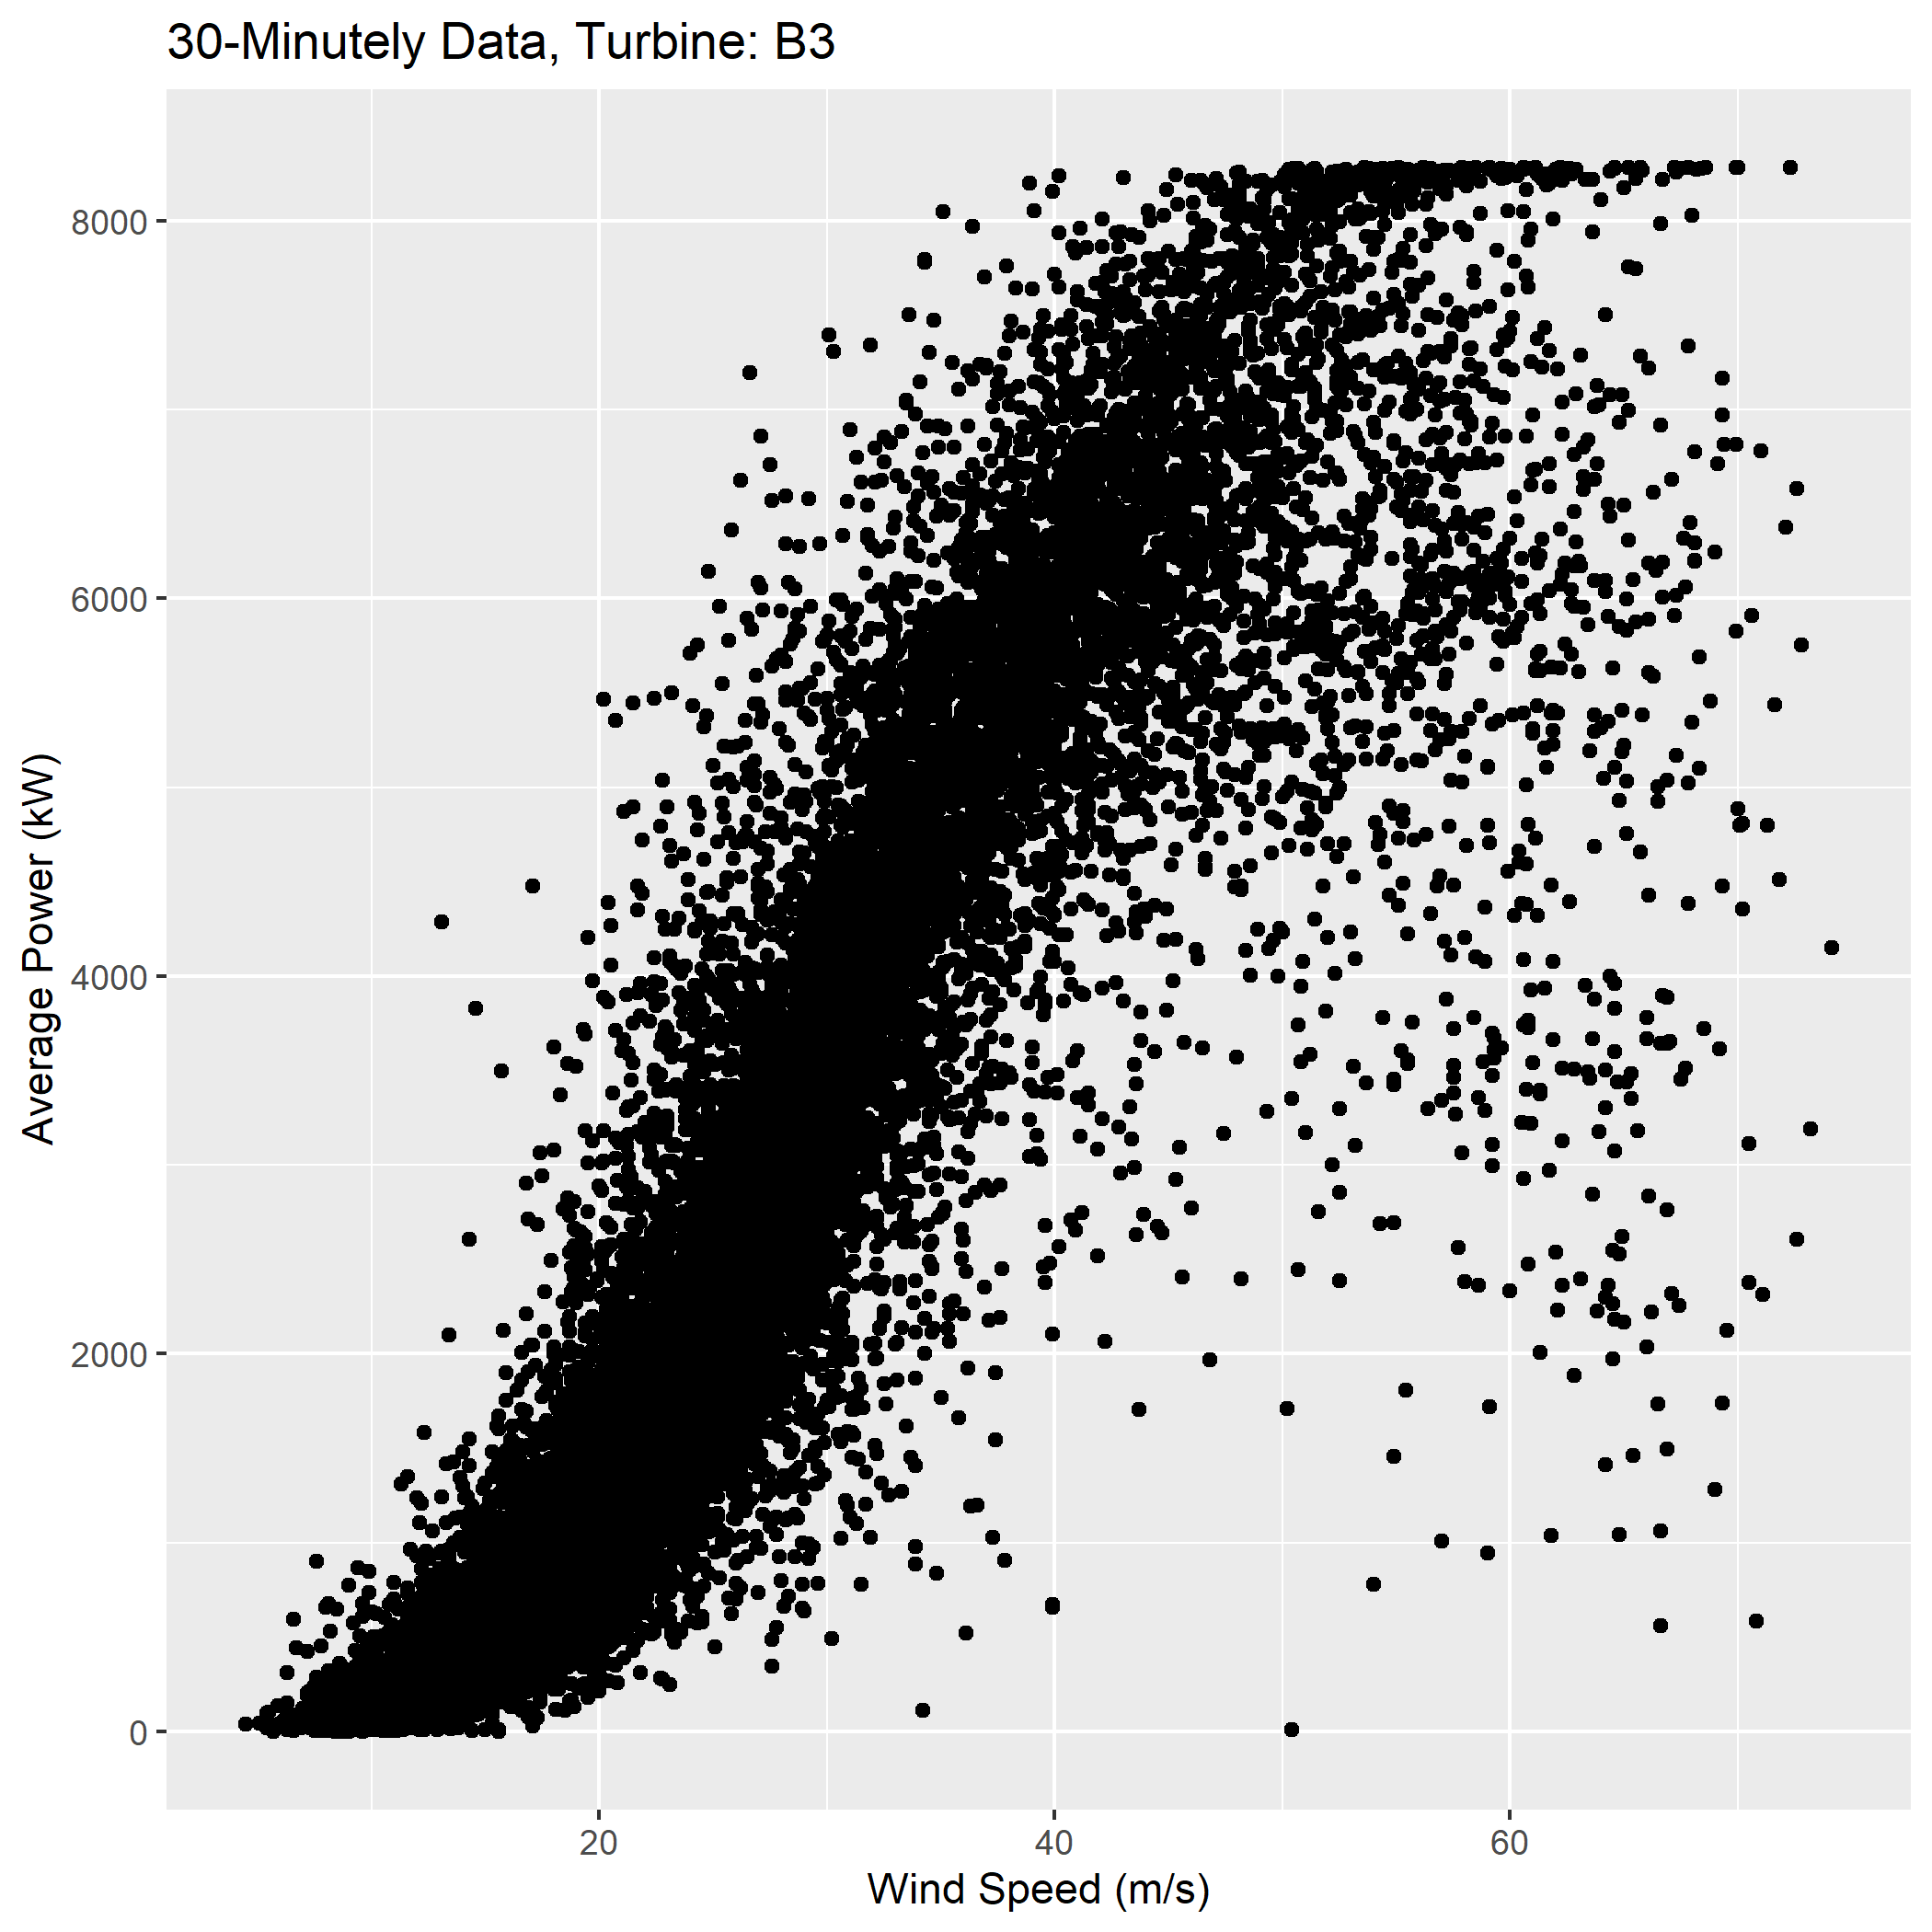 30-Minutely Data, Turbine: B3
Average Power (kW)
8000
6000
4000
2000
0
20 40 60
Wind Speed (m/s)